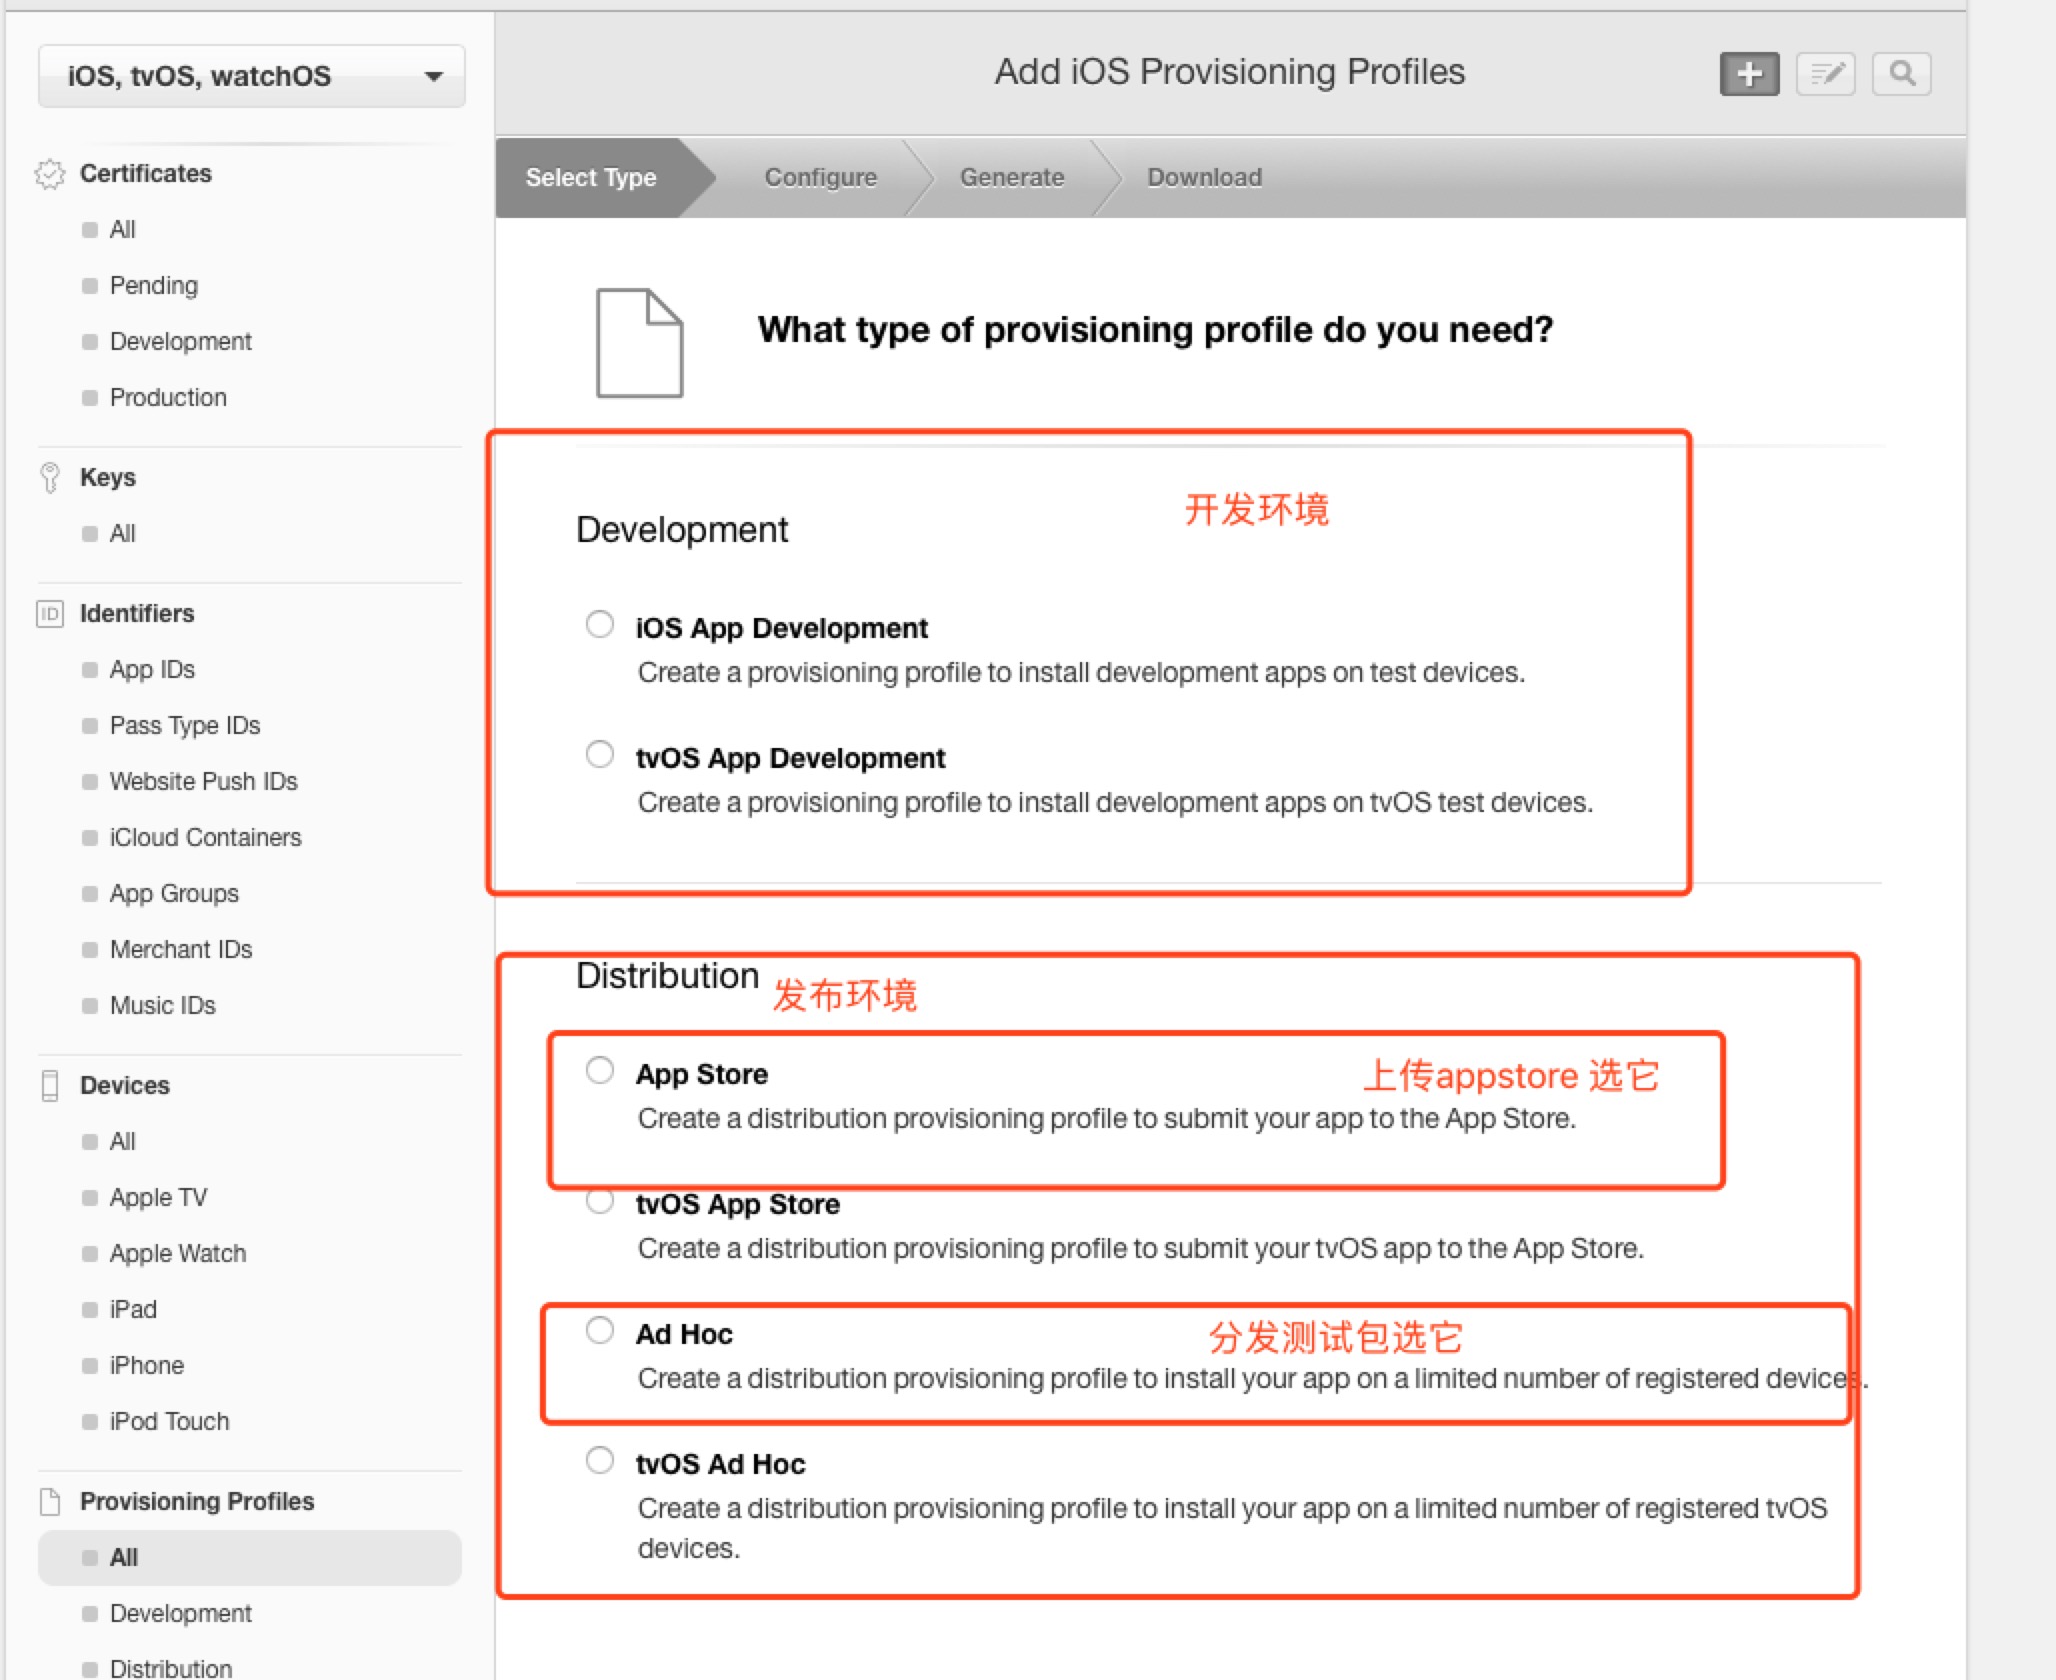 iOS, tvOS, watchOS
Certificates
All
Pending
Development
Production
Keys
All
ID Identifiers
App IDs
Pass Type IDs
Website Push IDs
iCloud Containers
App Groups
Merchant IDs
Music IDs
Devices
All
Apple TV
Apple Watch
iPad
iPhone
iPod Touch
Provisioning Profiles
All
Development
Distribution
Add iOS Provisioning Profiles
Select Type Configure Generate Download
What type of provisioning profile do you need?
开发环境
Development
iOS App Development
Create a provisioning profile to install development apps on test devices.
tvOS App Development
Create a provisioning profile to install development apps on tvOS test devices.
Distribution 发布环境
App Store 上传appstore 选它
Create a distribution provisioning profile to submit your app to the App Store.
tvOS App Store
Create a distribution provisioning profile to submit your tvOS app to the App Store.
Ad Hoc 分发测试包选它
Create a distribution provisioning profile to install your app on a limited number of registered devices.
tvOS Ad Hoc
Create a distribution provisioning profile to install your app on a limited number of registered tvOS
devices.